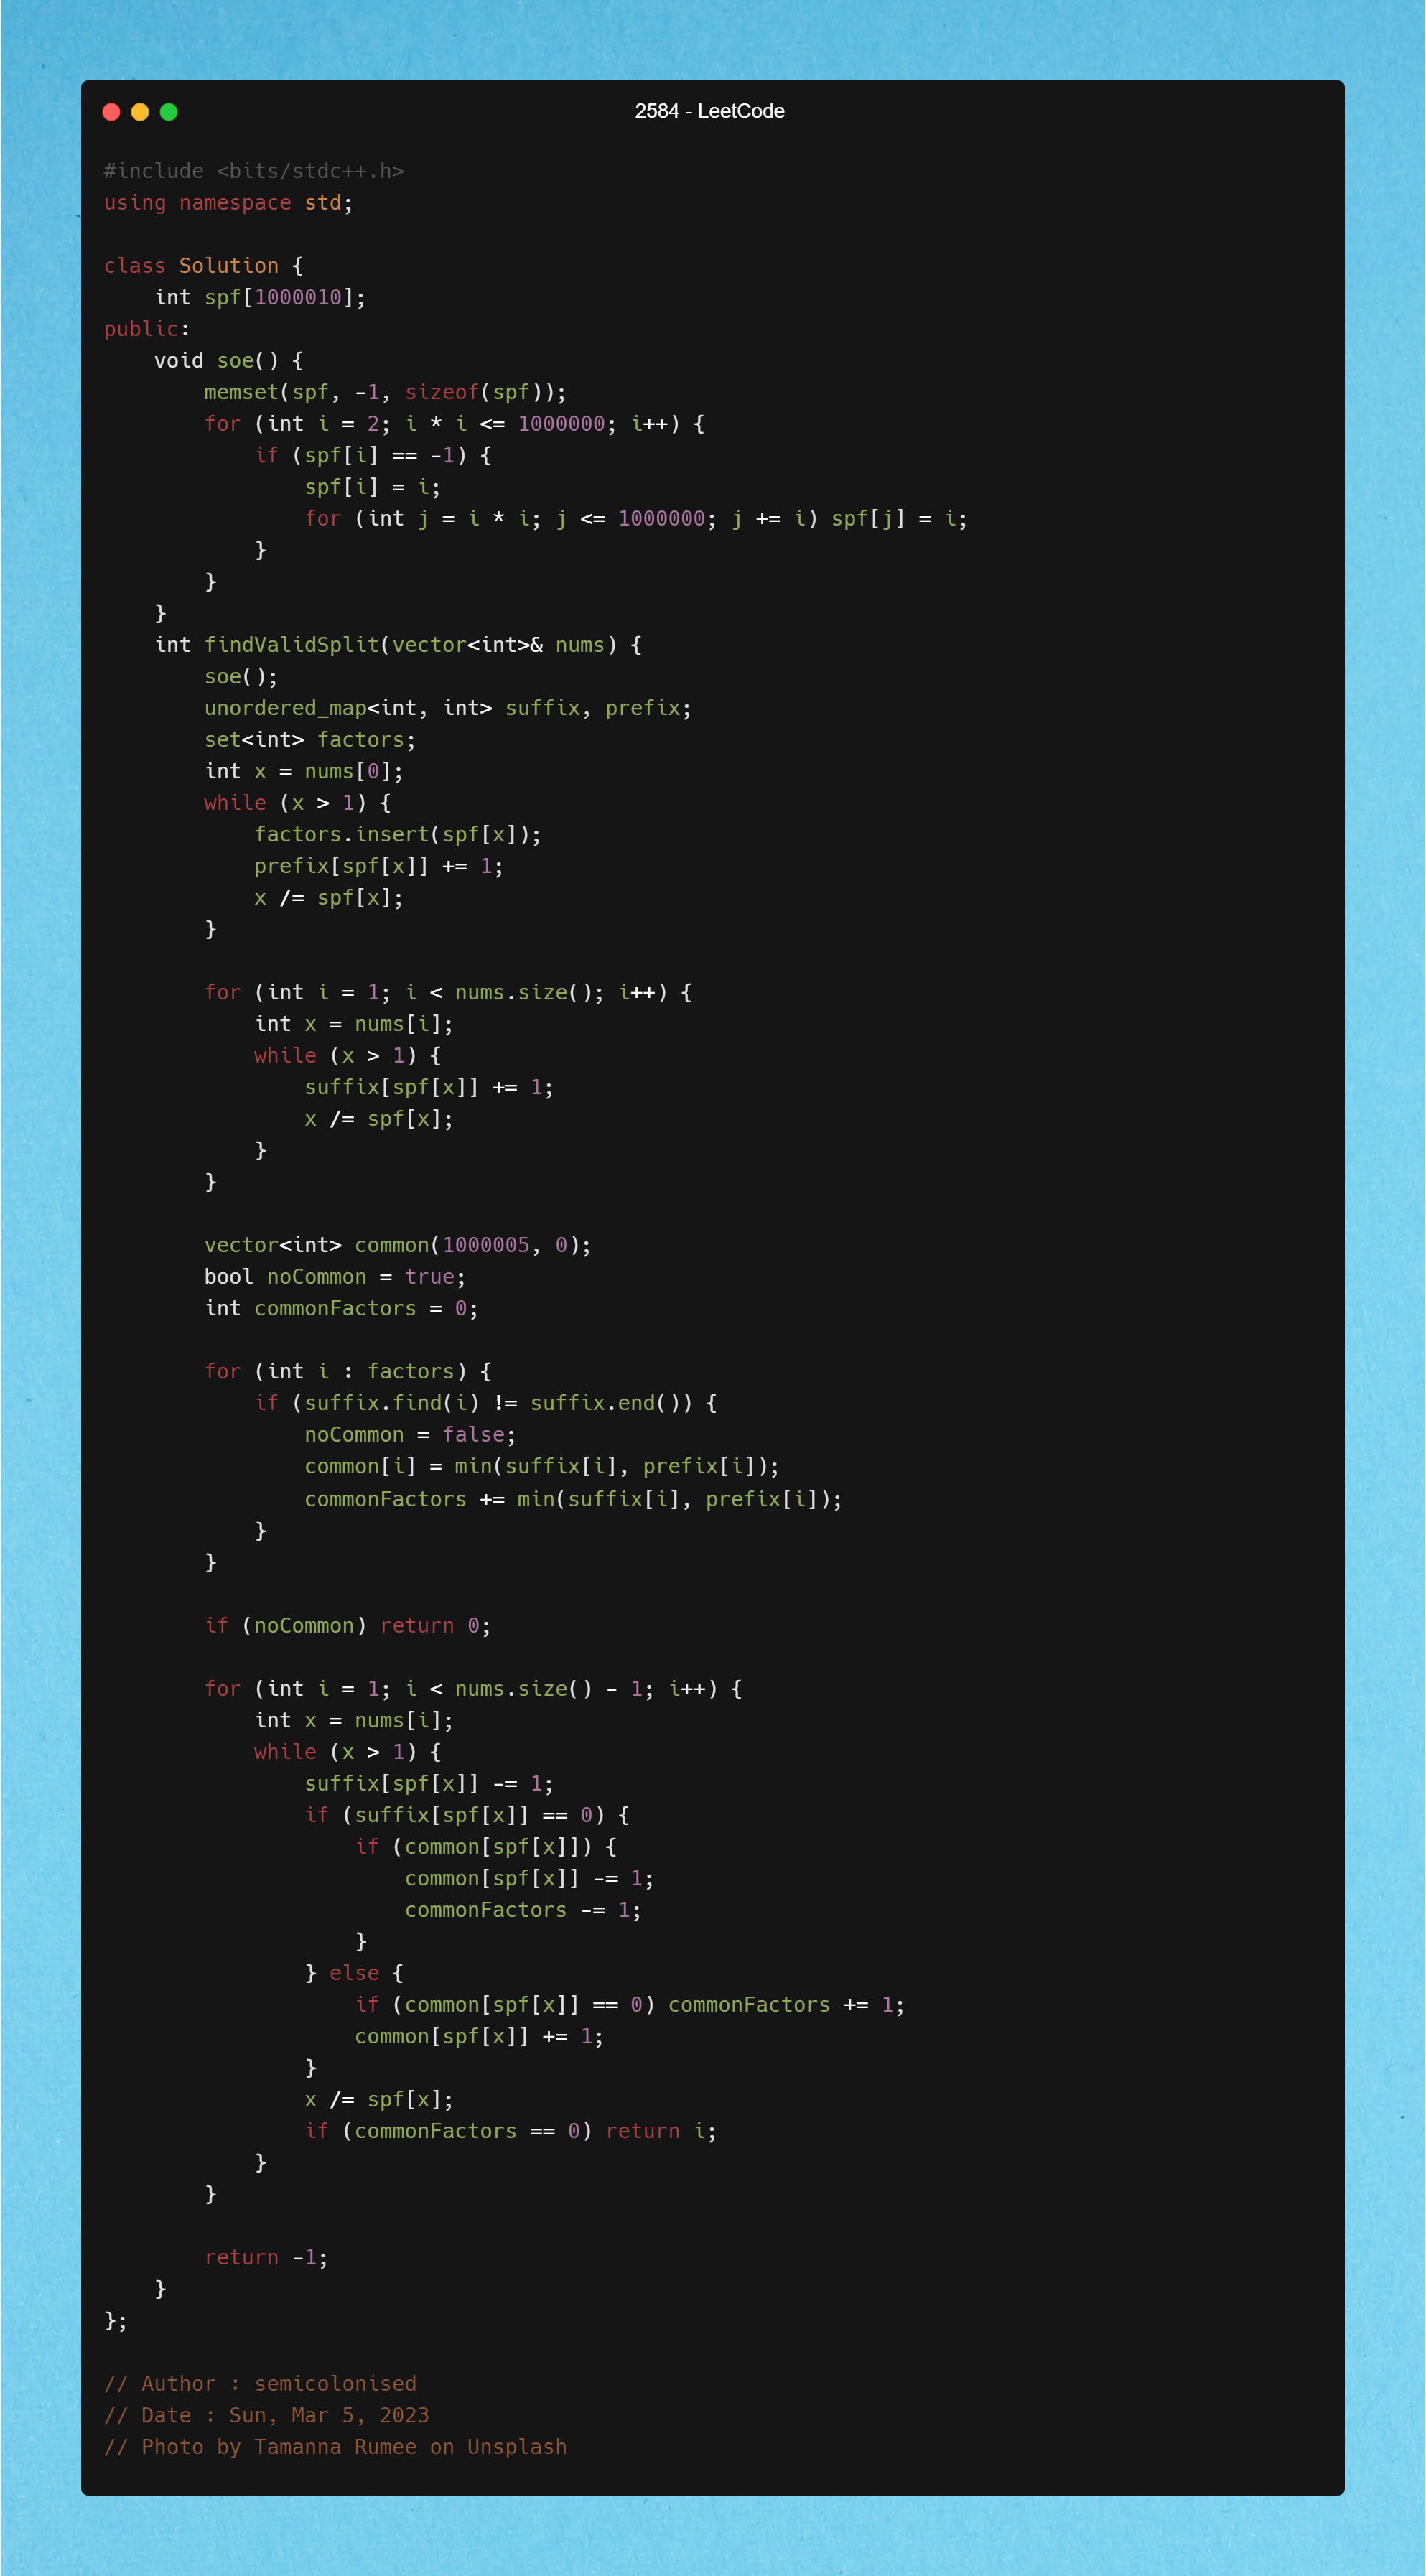 2584 - LeetCode
#include <bits/stdc++.h>
using namespace std;

class Solution {
    int spf[1000010];
public:
    void soe() {
        memset(spf, -1, sizeof(spf));
        for (int i = 2; i * i <= 1000000; i++) {
            if (spf[i] == -1) {
                spf[i] = i;
                for (int j = i * i; j <= 1000000; j += i) spf[j] = i;
            }
        }
    }
    int findValidSplit(vector<int>& nums) {
        soe();
        unordered_map<int, int> suffix, prefix;
        set<int> factors;
        int x = nums[0];
        while (x > 1) {
            factors.insert(spf[x]);
            prefix[spf[x]] += 1;
            x /= spf[x];
        }

        for (int i = 1; i < nums.size(); i++) {
            int x = nums[i];
            while (x > 1) {
                suffix[spf[x]] += 1;
                x /= spf[x];
            }
        }

        vector<int> common(1000005, 0);
        bool noCommon = true;
        int commonFactors = 0;

        for (int i : factors) {
            if (suffix.find(i) != suffix.end()) {
                noCommon = false;
                common[i] = min(suffix[i], prefix[i]);
                commonFactors += min(suffix[i], prefix[i]);
            }
        }

        if (noCommon) return 0;

        for (int i = 1; i < nums.size() - 1; i++) {
            int x = nums[i];
            while (x > 1) {
                suffix[spf[x]] -= 1;
                if (suffix[spf[x]] == 0) {
                    if (common[spf[x]]) {
                        common[spf[x]] -= 1;
                        commonFactors -= 1;
                    }
                } else {
                    if (common[spf[x]] == 0) commonFactors += 1;
                    common[spf[x]] += 1;
                }
                x /= spf[x];
                if (commonFactors == 0) return i;
            }
        }

        return -1;
    }
};

// Author : semicolonised
// Date : Sun, Mar 5, 2023
// Photo by Tamanna Rumee on Unsplash